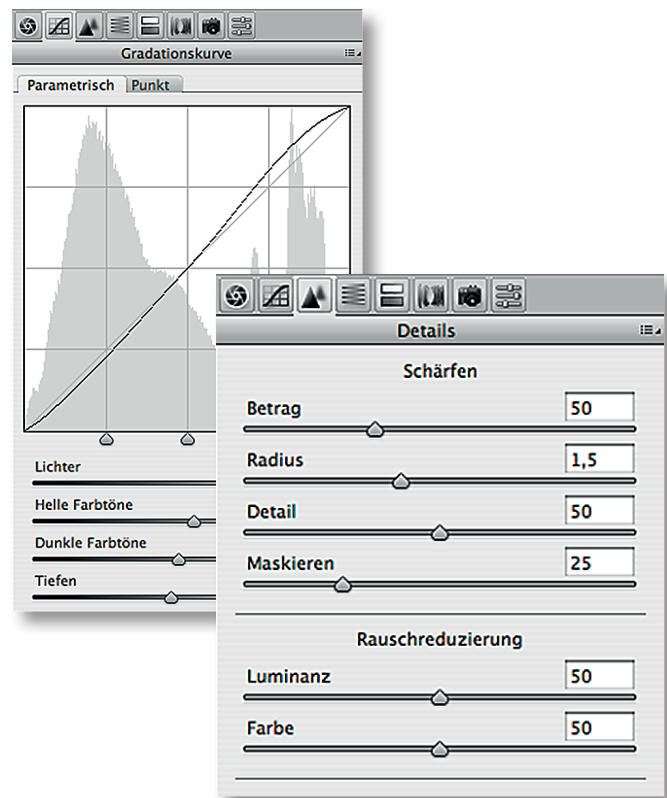 Gradationskurve
Parametrisch Punkt
Lichter
Helle Farbtöne
Dunkle Farbtöne
Tiefen
Details
Schärfen
Betrag 50
Radius 1,5
Detail 50
Maskieren 25
Rauschreduzierung
Luminanz 50
Farbe 50